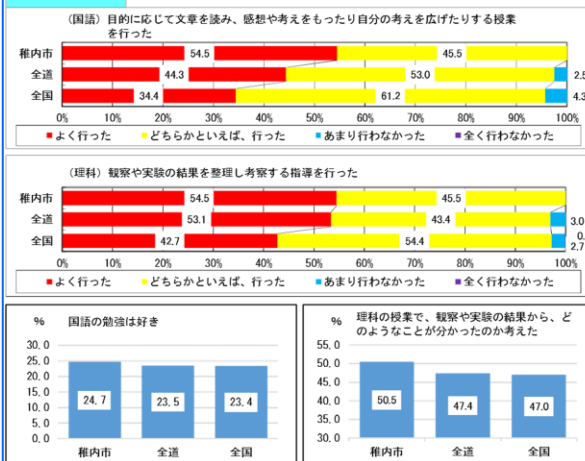 （国語）目的に応じて文章を読み、感想や考えをもったり自分の考えを広げたりする授業
を行った
稚内市 54.5 45.5
全道 44.3 53.0 2.5
全国 34.4 61.2 4.3
0% 10% 20% 30% 40% 50% 60% 70% 80% 90% 100%
■よく行った ■どちらかといえば、行った ■あまり行わなかった ■全く行わなかった
（理科）観察や実験の結果を整理し考察する指導を行った
稚内市 54.5 45.5
全道 53.1 43.4 3.0
0.
全国 42.7 54.4 2.7
0% 10% 20% 30% 40% 50% 60% 70% 80% 90% 100%
■よく行った ■どちらかといえば、行った ■あまり行わなかった ■全く行わなかった
% 国語の勉強は好き
30.0
25.0
20.0
15.0
10.0
5.0
0.0
24.7 23.5 23.4
稚内市 全道 全国
% 理科の授業で、観察や実験の結果から、ど
のようなことが分かったのか考えた
55.0
50.0
45.0
40.0
35.0
30.0
50.5 47.4 47.0
稚内市 全道 全国